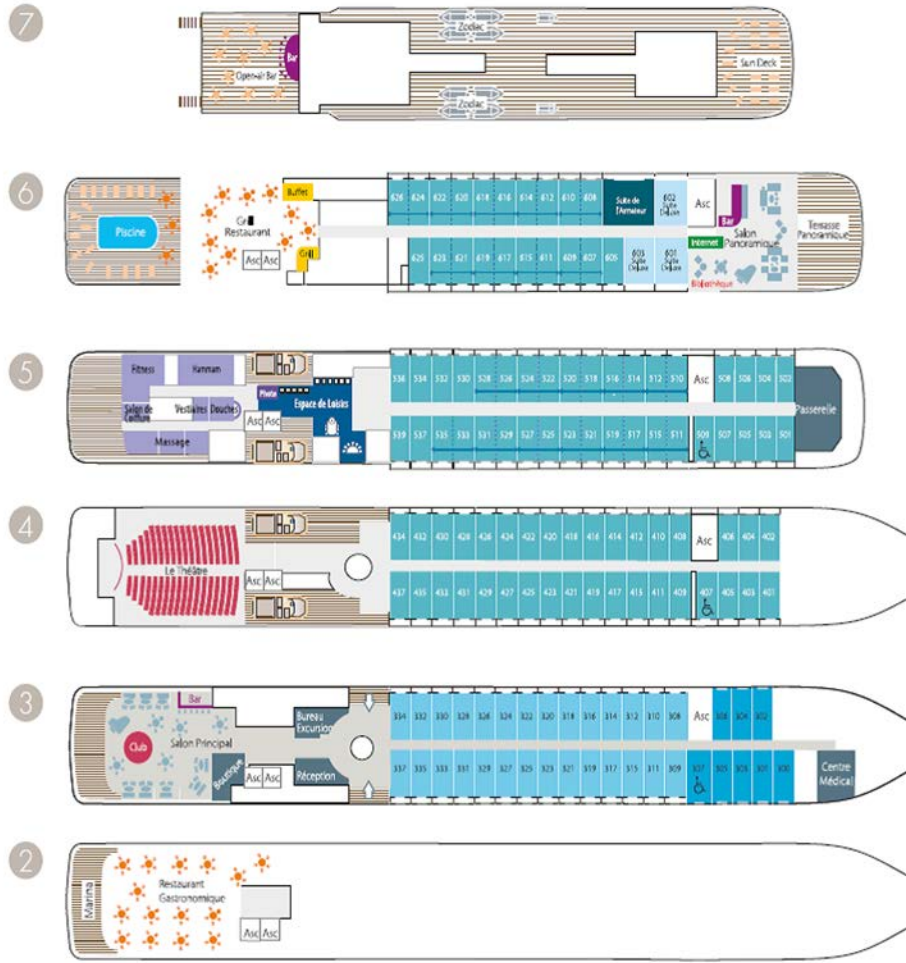 7
Zodiac
Open-air Bar
Bar
Sun Deck
Zodiac
6
Buffet
626 624 622 620 618 616 614 612 610 608
Suite de
l'Armateur
602
Suite
Deluxe
Asc
Bar
Piscine
Grill
Restaurant
Salon
Panoramique
Terrasse
Panoramique
Internet
Asc Asc
Grill
625 623 621 619 617 615 611 609 607 605
603
Suite
Deluxe
601
Suite
Deluxe
Bibliothèque
5
Fitness
Hammam
538 534 532 530 528 526 524 522 520 518 516 514 512 510
Asc
508 506 504 502
Photo
Espace de Loisirs
Salon de
Coiffure
Vestiaires
Douches
Asc Asc
Passerelle
Massage
539 537 535 533 531 529 527 525 523 521 519 517 515 511
509
507 505 503 501
4
434 432 430 428 426 424 422 420 418 416 414 412 410 408
Asc
406 404 402
Le Théâtre
Asc Asc
437 435 433 431 429 427 425 423 421 419 417 415 411 409
407
405 403 401
3
Bar
Bureau
Excursion
334 332 330 328 326 324 322 320 318 316 314 312 310 308
Asc
306 304 302
Club
Salon Principal
Boutique
Asc Asc
Réception
337 335 333 331 329 327 325 323 321 319 317 315 311 309
307
305 303 301 300
Centre
Médical
2
Marina
Restaurant
Gastronomique
Asc Asc